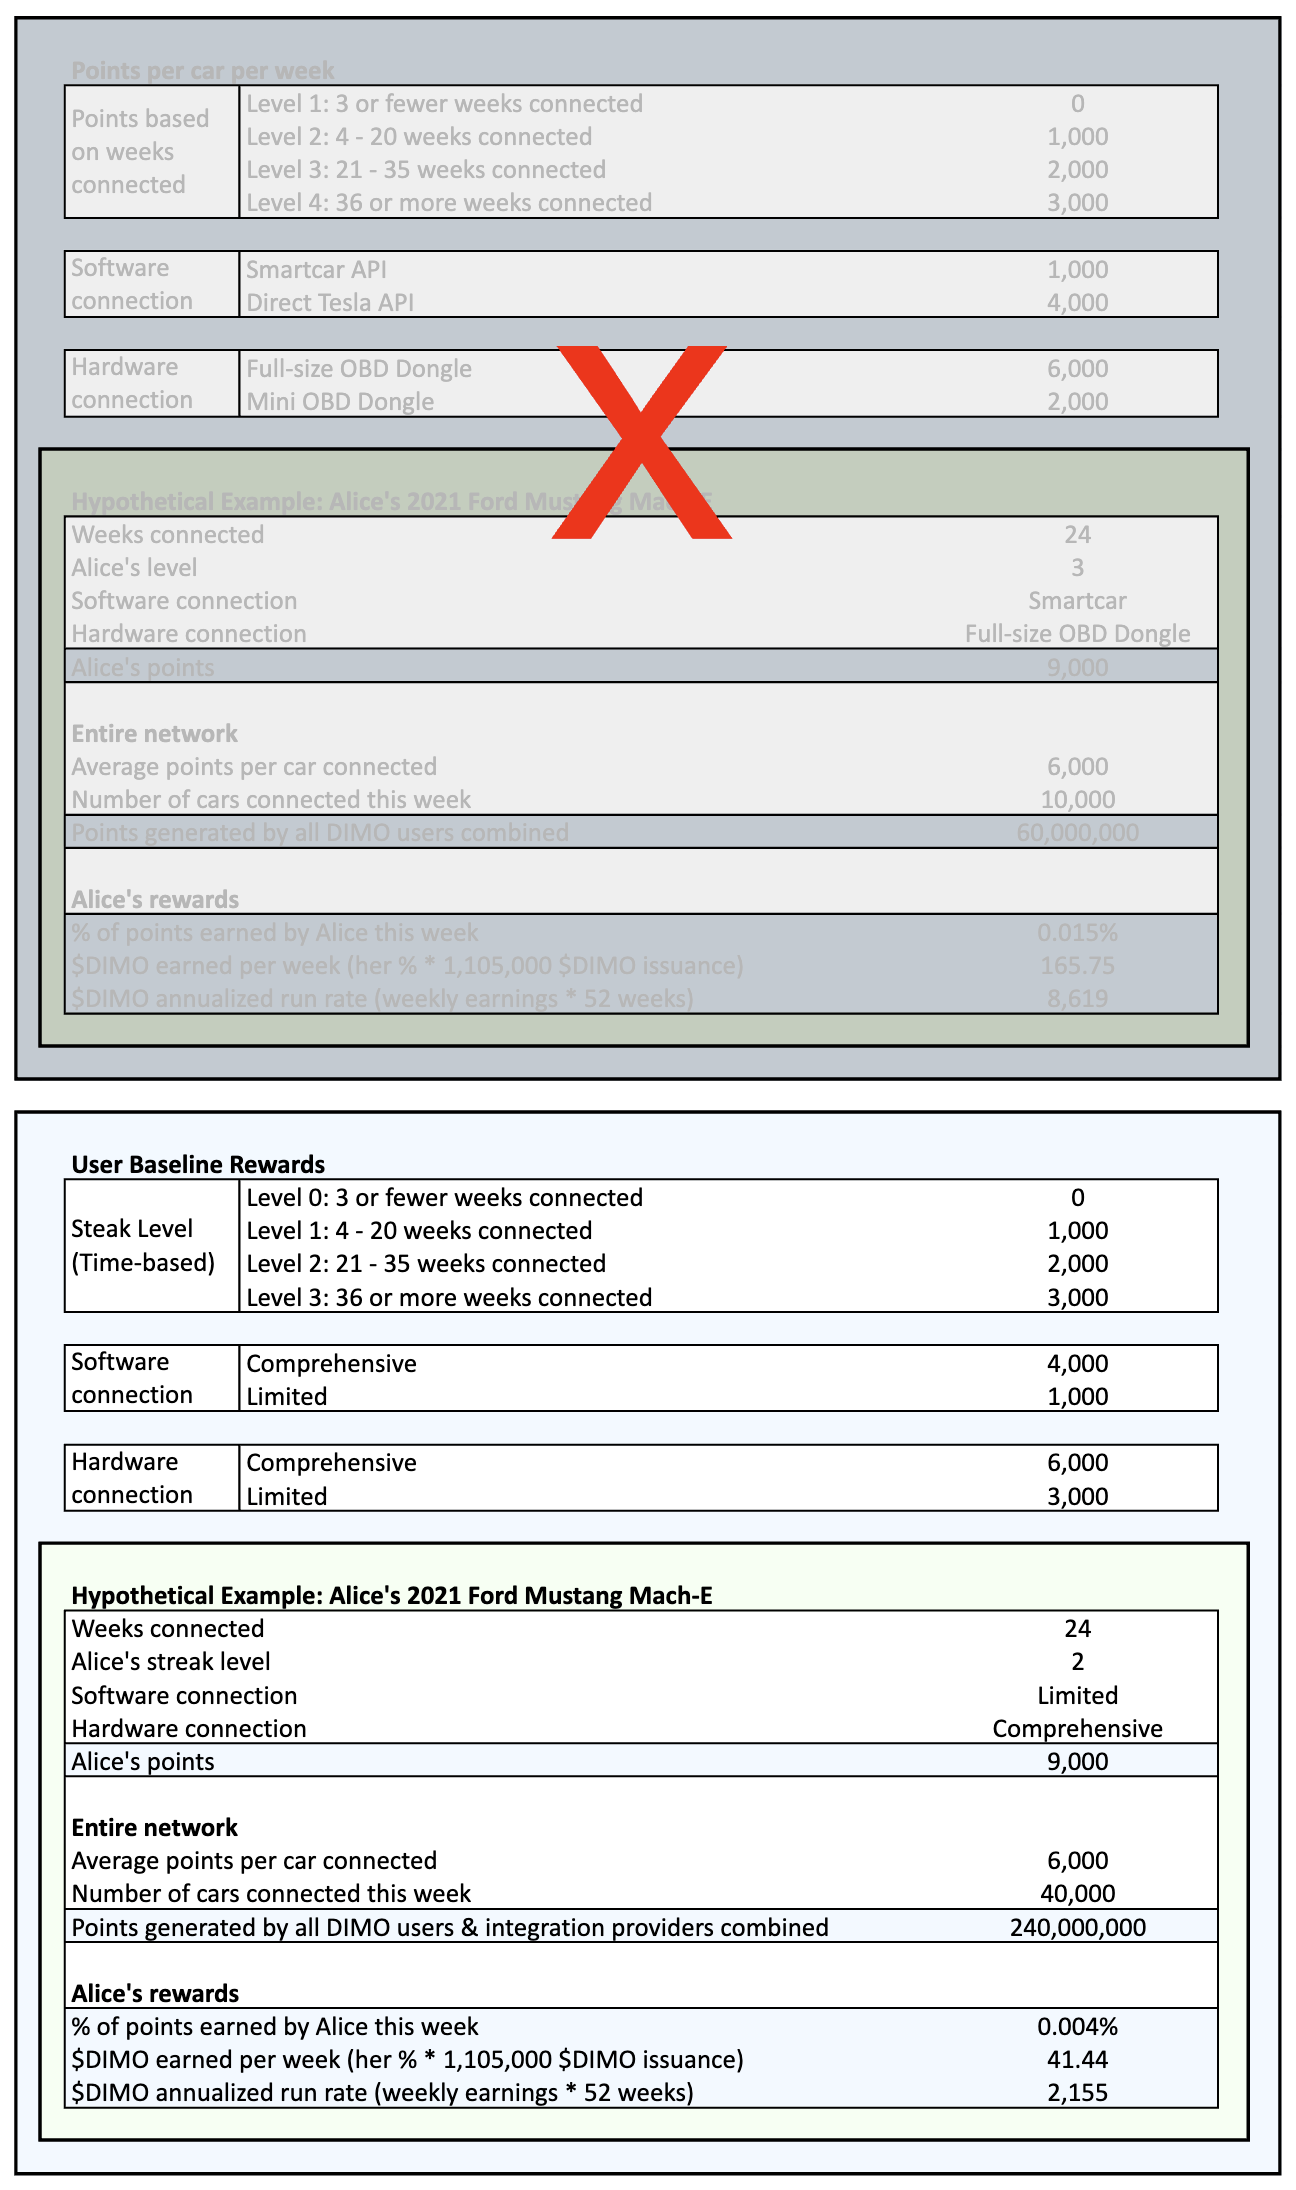 Points per car per week
Points based on weeks connected
Level 1: 3 or fewer weeks connected 0
Level 2: 4 - 20 weeks connected 1,000
Level 3: 21 - 35 weeks connected 2,000
Level 4: 36 or more weeks connected 3,000
Software connection
Smartcar API 1,000
Direct Tesla API 4,000
Hardware connection
Full-size OBD Dongle 6,000
Mini OBD Dongle 2,000
X
Hypothetical Example: Alice's 2021 Ford Mustang Mach-E
Weeks connected 24
Alice's level 3
Software connection Smartcar
Hardware connection Full-size OBD Dongle
Alice's points 9,000
Entire network
Average points per car connected 6,000
Number of cars connected this week 10,000
Points generated by all DIMO users combined 60,000,000
Alice's rewards
% of points earned by Alice this week 0.015%
$DIMO earned per week (her % * 1,105,000 $DIMO issuance) 165.75
$DIMO annualized run rate (weekly earnings * 52 weeks) 8,619
User Baseline Rewards
Steak Level (Time-based)
Level 0: 3 or fewer weeks connected 0
Level 1: 4 - 20 weeks connected 1,000
Level 2: 21 - 35 weeks connected 2,000
Level 3: 36 or more weeks connected 3,000
Software connection
Comprehensive 4,000
Limited 1,000
Hardware connection
Comprehensive 6,000
Limited 3,000
Hypothetical Example: Alice's 2021 Ford Mustang Mach-E
Weeks connected 24
Alice's streak level 2
Software connection Limited
Hardware connection Comprehensive
Alice's points 9,000
Entire network
Average points per car connected 6,000
Number of cars connected this week 40,000
Points generated by all DIMO users & integration providers combined 240,000,000
Alice's rewards
% of points earned by Alice this week 0.004%
$DIMO earned per week (her % * 1,105,000 $DIMO issuance) 41.44
$DIMO annualized run rate (weekly earnings * 52 weeks) 2,155